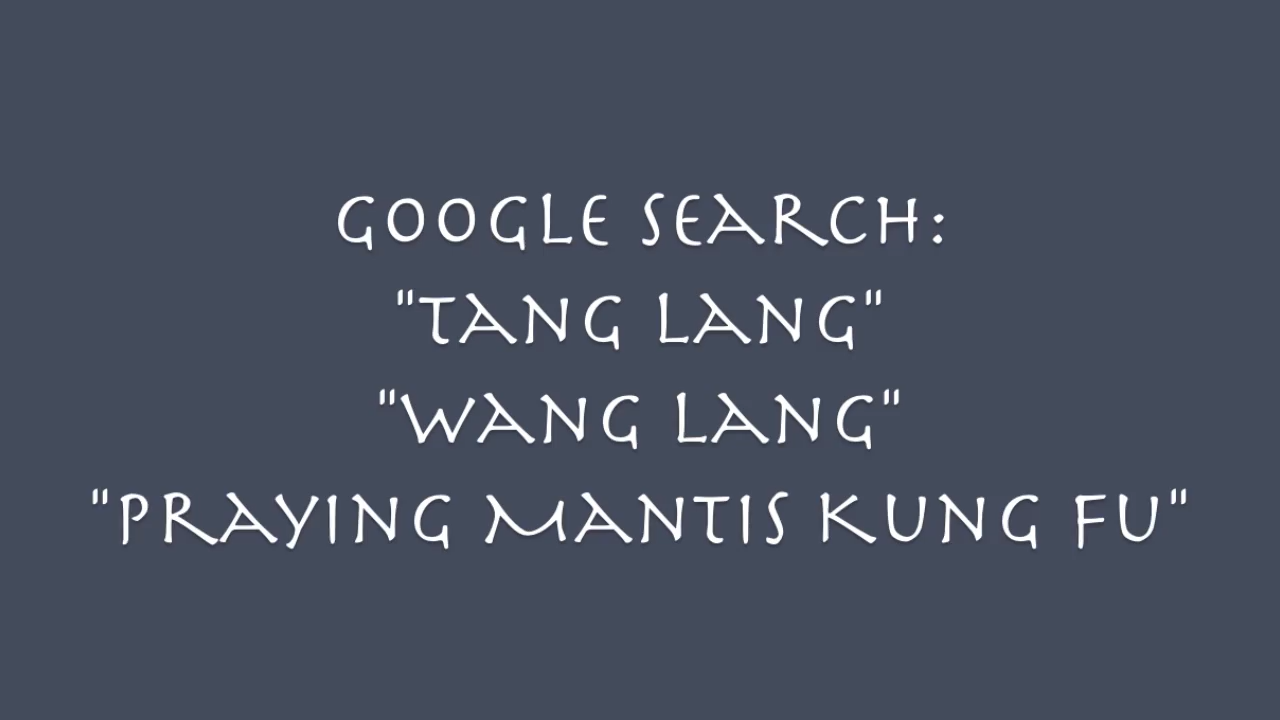 GOOGLE SEARCH:
"TANG LANG"
"WANG LANG"
"PRAYING MANTIS KUNG FU"